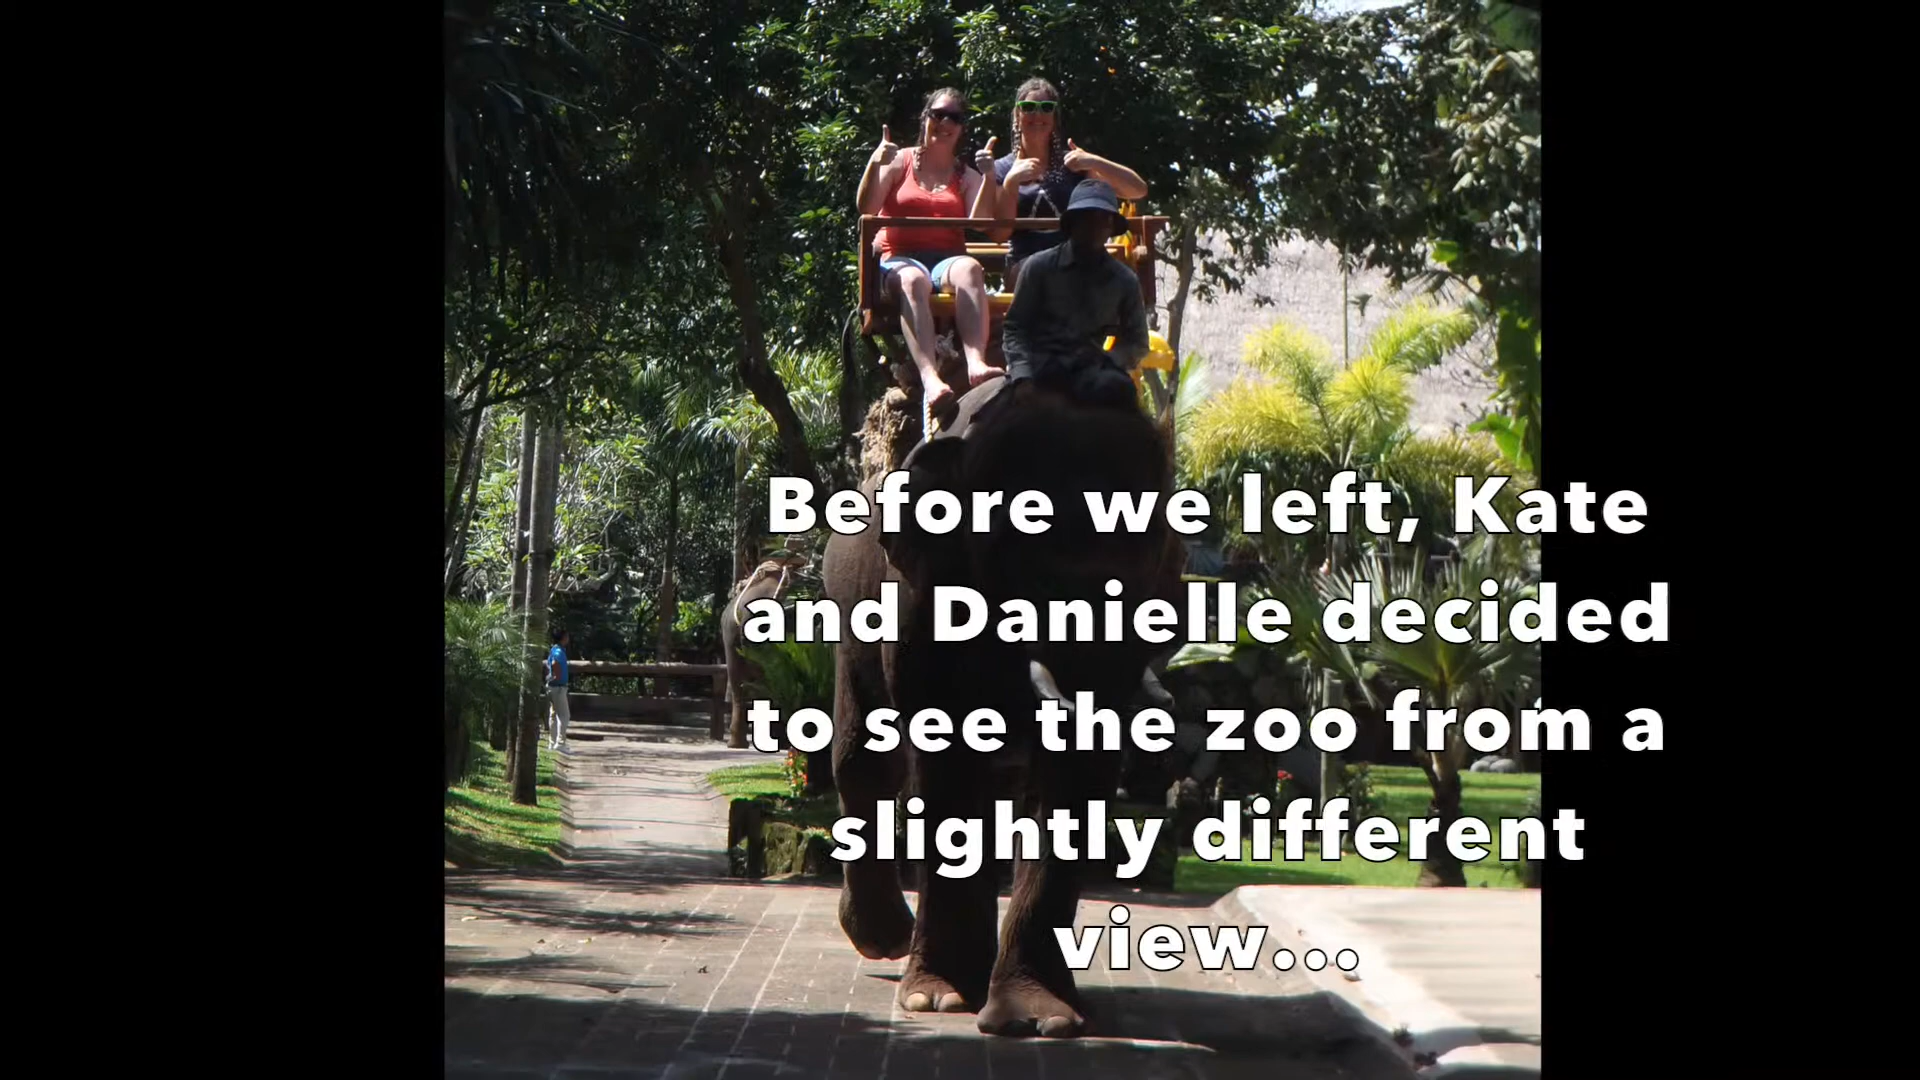 Before we left, Kate
and Danielle decided
to see the zoo from a
slightly different
view...